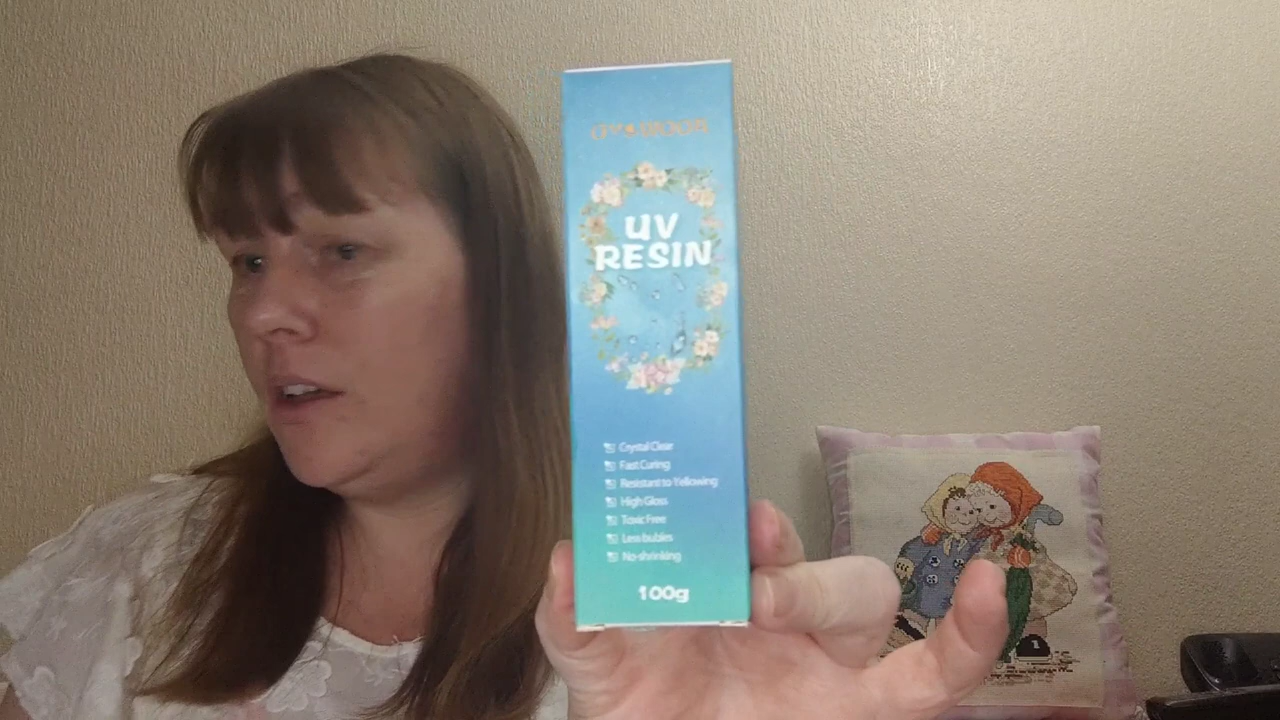 UV
RESIN
Crystal Clear
Fast Curing
Resistant to Yellowing
High Gloss
Toxic Free
Less bubles
No-shrinking
100g